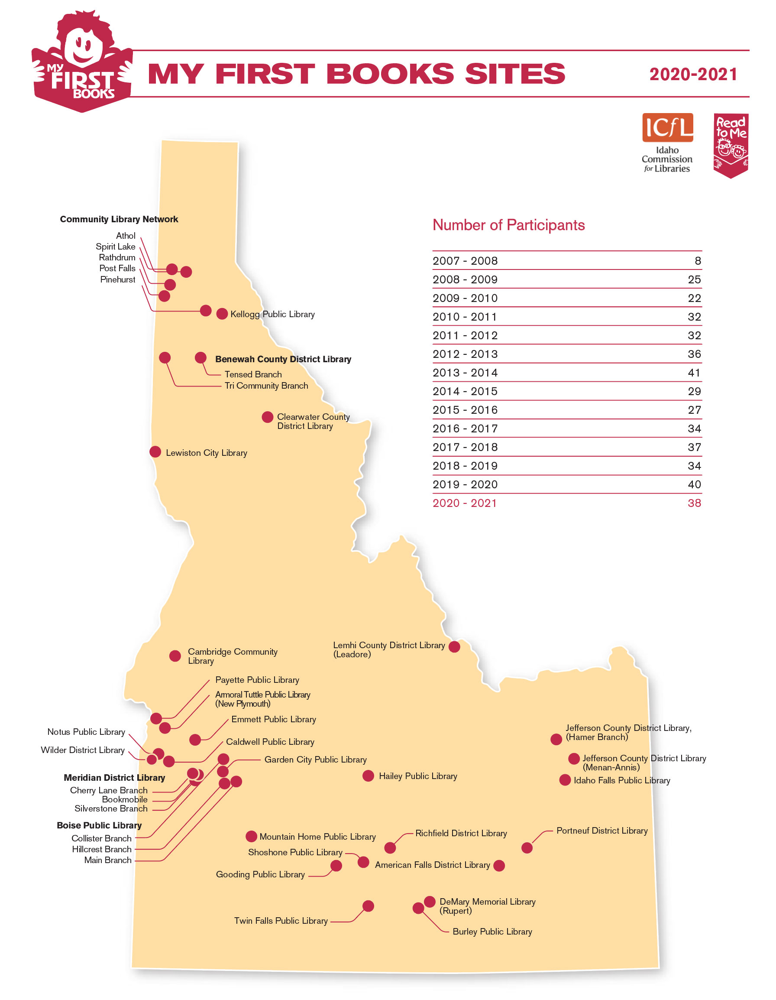 MY
FIRST
BOOKS
MY FIRST BOOKS SITES
2020-2021
ICfL
Idaho
Commission
for Libraries
Read
to Me
Community Library Network
Athol
Spirit Lake
Rathdrum
Post Falls
Pinehurst
Kellogg Public Library
Benewah County District Library
Tensed Branch
Tri Community Branch
Clearwater County
District Library
Lewiston City Library
Number of Participants
2007 - 2008 8
2008 - 2009 25
2009 - 2010 22
2010 - 2011 32
2011 - 2012 32
2012 - 2013 36
2013 - 2014 41
2014 - 2015 29
2015 - 2016 27
2016 - 2017 34
2017 - 2018 37
2018 - 2019 34
2019 - 2020 40
2020 - 2021 38
Lemhi County District Library
(Leadore)
Cambridge Community
Library
Payette Public Library
Armoral Tuttle Public Library
(New Plymouth)
Emmett Public Library
Notus Public Library
Caldwell Public Library
Wilder District Library
Garden City Public Library
Meridian District Library
Cherry Lane Branch
Bookmobile
Silverstone Branch
Boise Public Library
Collister Branch
Hillcrest Branch
Main Branch
Hailey Public Library
Jefferson County District Library,
(Hamer Branch)
Jefferson County District Library
(Menan-Annis)
Idaho Falls Public Library
Mountain Home Public Library
Richfield District Library
Portneuf District Library
Shoshone Public Library
American Falls District Library
Gooding Public Library
DeMary Memorial Library
(Rupert)
Twin Falls Public Library
Burley Public Library